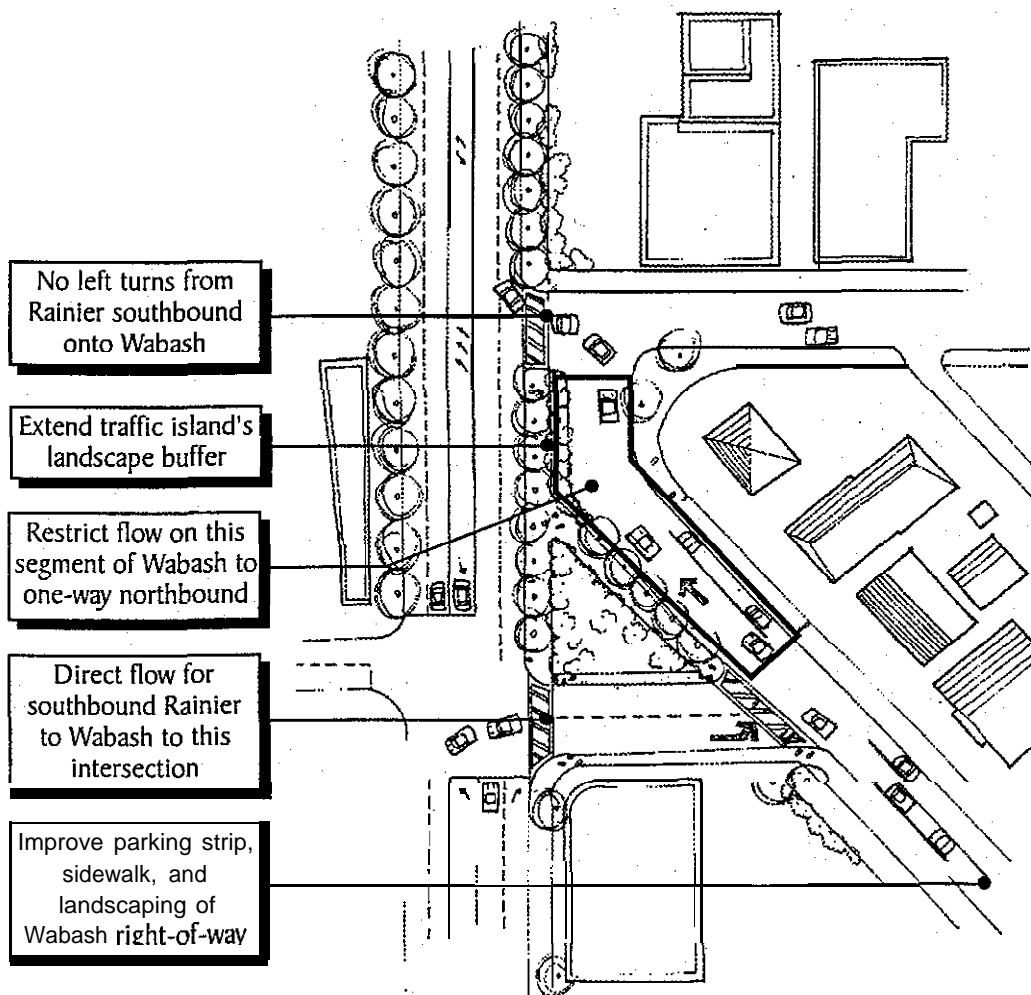 No left turns from
Rainier southbound
onto Wabash
Extend traffic island's
landscape buffer
Restrict flow on this
segment of Wabash to
one-way northbound
Direct flow for
southbound Rainier
to Wabash to this
intersection
Improve parking strip,
sidewalk, and
landscaping of
Wabash right-of-way